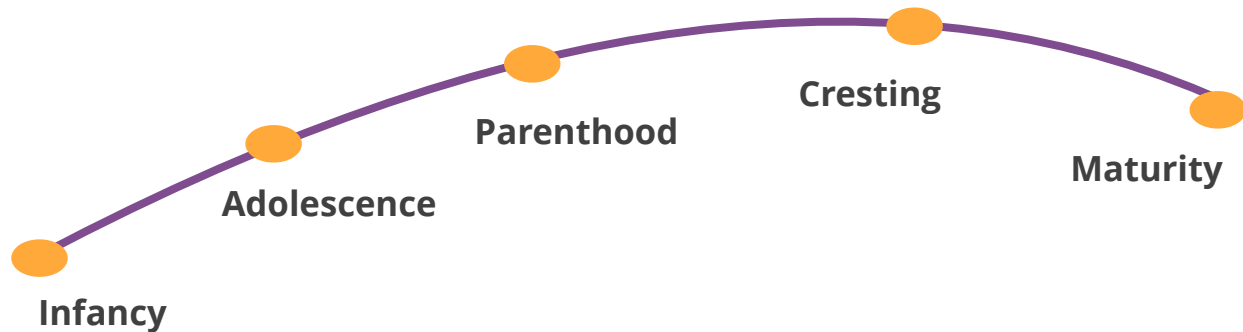 Infancy
Adolescence
Parenthood
Cresting
Maturity